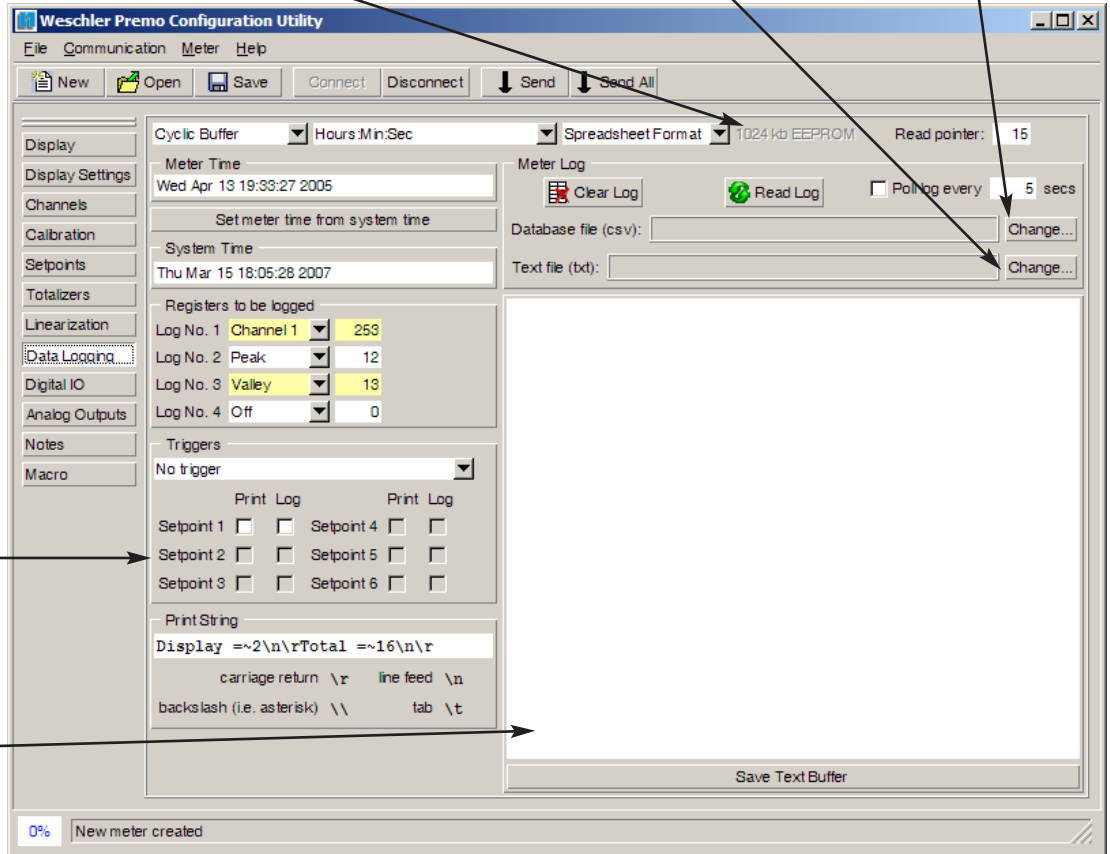 Weschler Premo Configuration Utility
File Communication Meter Help
New Open Save Connect Disconnect Send Send All
Display
Display Settings
Channels
Calibration
Setpoints
Totalizers
Linearization
Data Logging
Digital IO
Analog Outputs
Notes
Macro
Cyclic Buffer Hours:Min:Sec Spreadsheet Format 1024 kb EEPROM Read pointer: 15
Meter Time
Wed Apr 13 19:33:27 2005
Set meter time from system time
System Time
Thu Mar 15 18:05:28 2007
Registers to be logged
Log No. 1 Channel 1 253
Log No. 2 Peak 12
Log No. 3 Valley 13
Log No. 4 Off 0
Triggers
No trigger
Print Log Print Log
Setpoint 1 Setpoint 4
Setpoint 2 Setpoint 5
Setpoint 3 Setpoint 6
Print String
Display =~2\n\rTotal =~16\n\r
carriage return \r line feed \n
backslash (i.e. asterisk) \\ tab \t
Meter Log
Clear Log Read Log Poll log every 5 secs
Database file (csv): Change...
Text file (txt): Change...
Save Text Buffer
0% New meter created